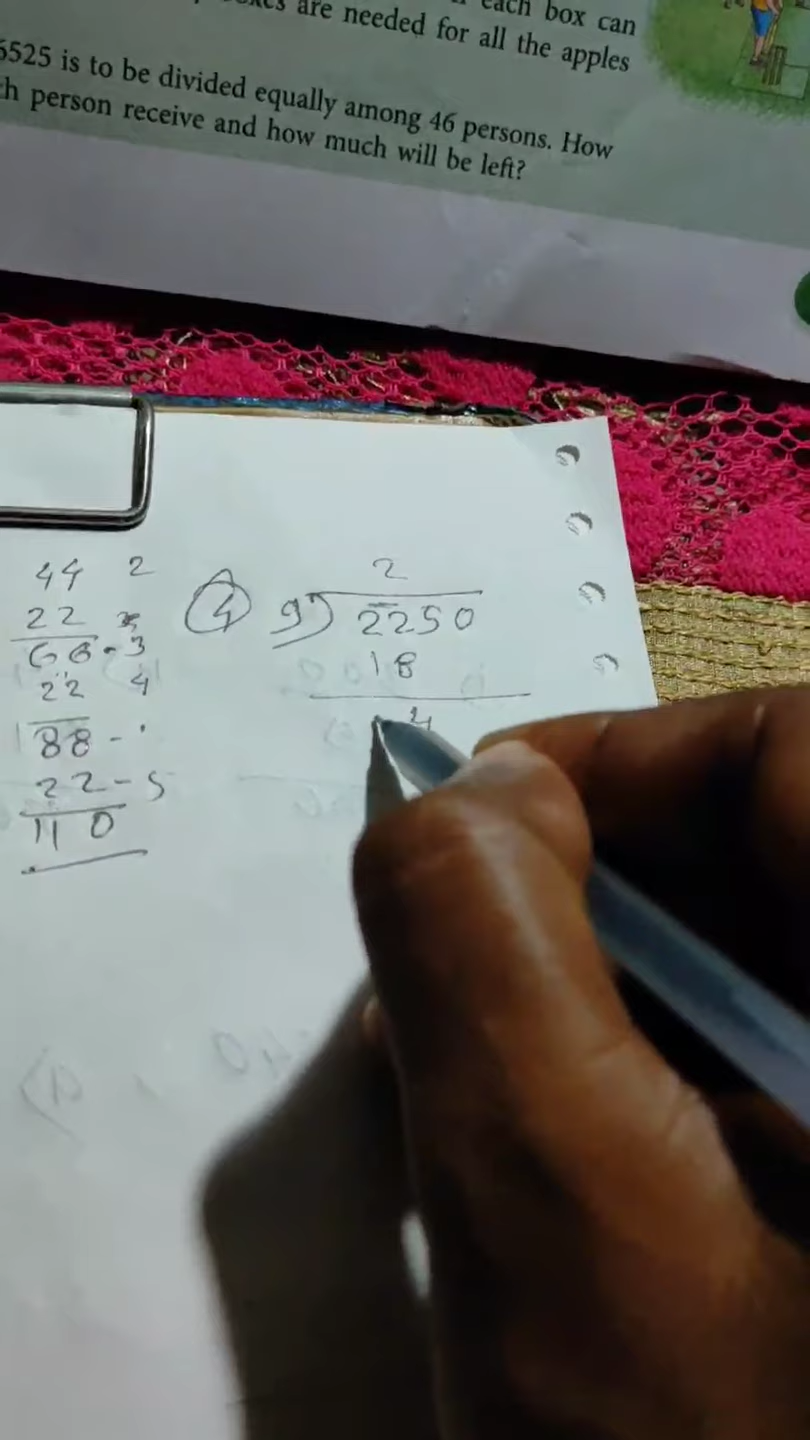 each box can
are needed for all the apples
6525 is to be divided equally among 46 persons. How
h person receive and how much will be left?
44 2
22
66 - 3
22 4
88 -
22 - 5
110
4
2
9) 2250
18
4